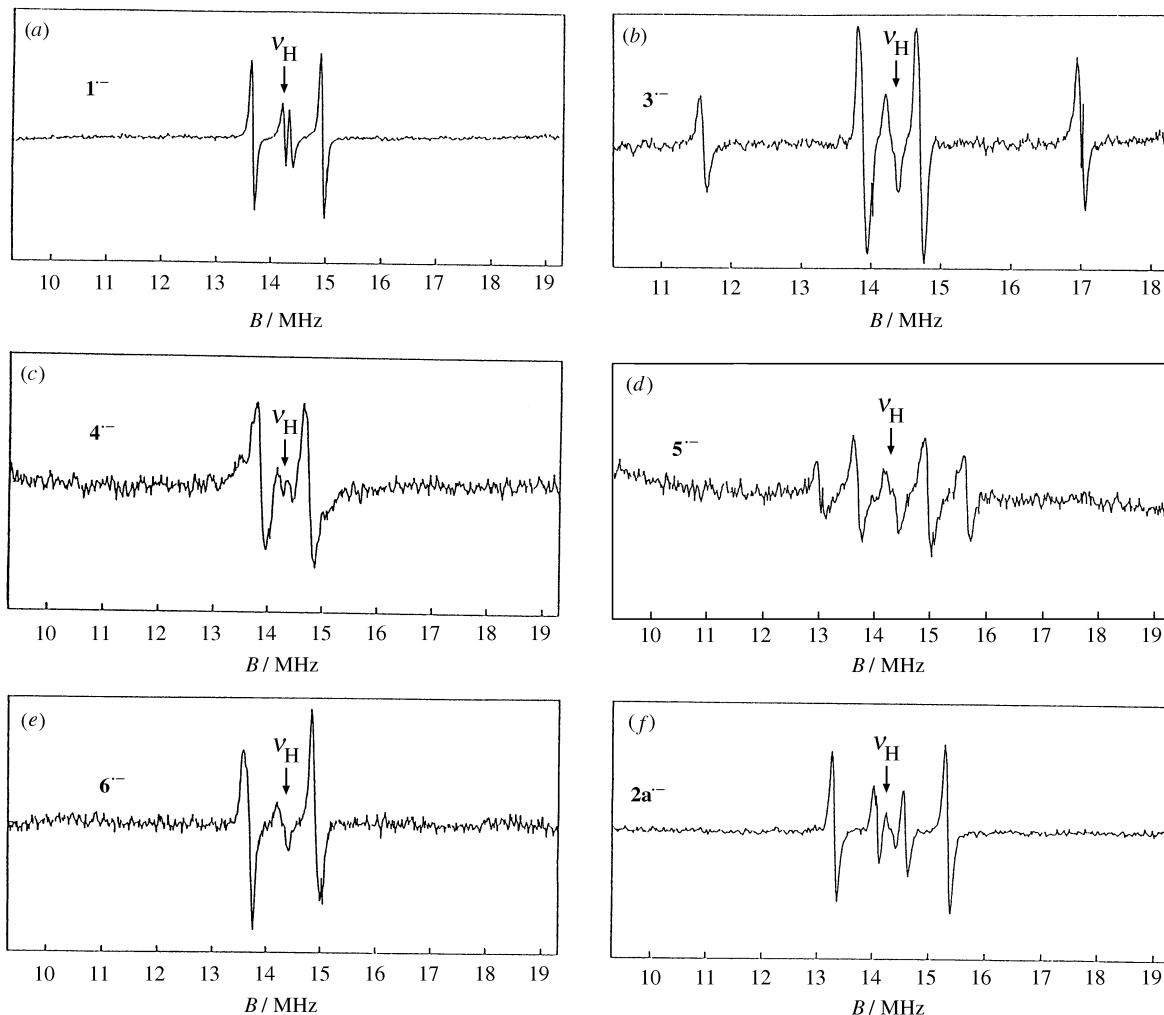 (a)
ν_H
1˙⁻
10 11 12 13 14 15 16 17 18 19
B / MHz
(b)
ν_H
3˙⁻
11 12 13 14 15 16 17 18
B / MHz
(c)
ν_H
4˙⁻
10 11 12 13 14 15 16 17 18 19
B / MHz
(d)
ν_H
5˙⁻
10 11 12 13 14 15 16 17 18 19
B / MHz
(e)
ν_H
6˙⁻
10 11 12 13 14 15 16 17 18 19
B / MHz
(f)
ν_H
2a˙⁻
10 11 12 13 14 15 16 17 18 19
B / MHz